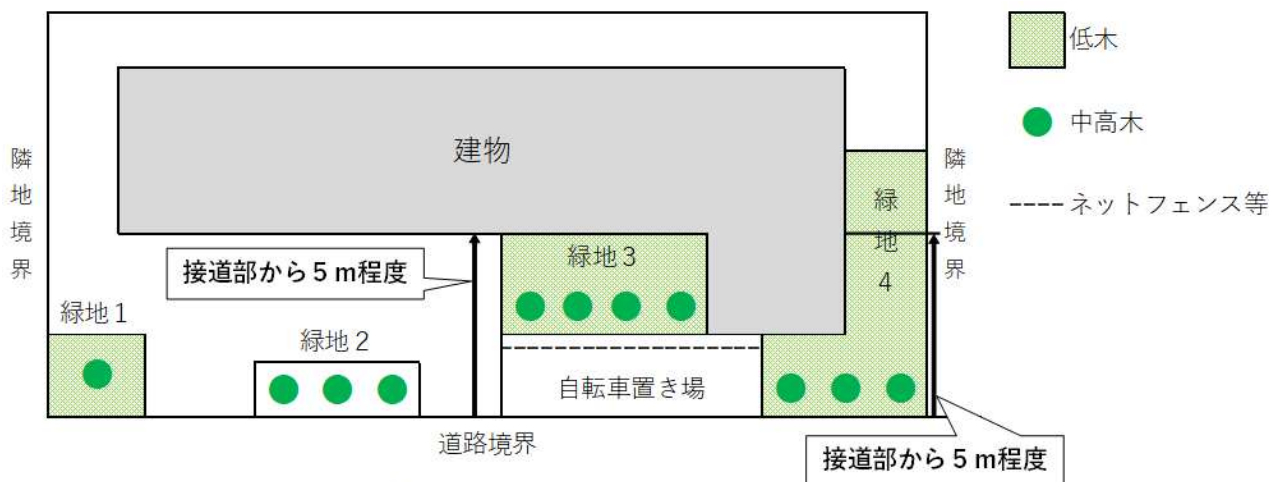 低木
中高木
ネットフェンス等
隣地境界
建物
隣地境界
緑地4
接道部から5m程度
緑地3
緑地1
緑地2
自転車置き場
道路境界
接道部から5m程度